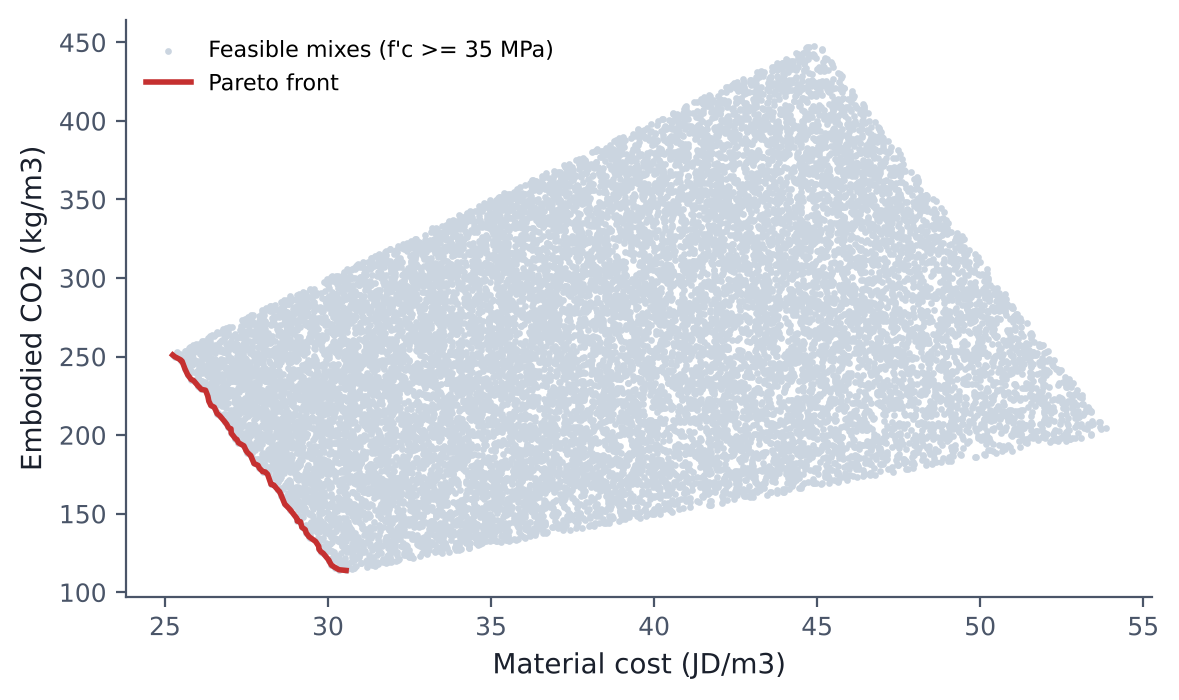 Feasible mixes (f'c >= 35 MPa)
Pareto front
Embodied CO2 (kg/m3)
450
400
350
300
250
200
150
100
25 30 35 40 45 50 55
Material cost (JD/m3)